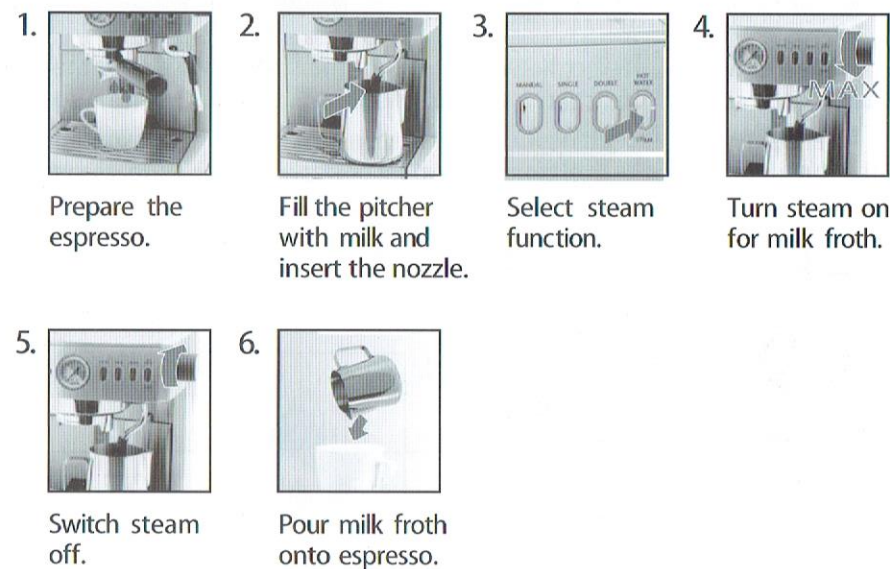 1.
Prepare the
espresso.
2.
Fill the pitcher
with milk and
insert the nozzle.
3.
MANUAL SINGLE DOUBLE HOT
WATER
STEAM
Select steam
function.
4.
MAX
Turn steam on
for milk froth.
5.
Switch steam
off.
6.
Pour milk froth
onto espresso.